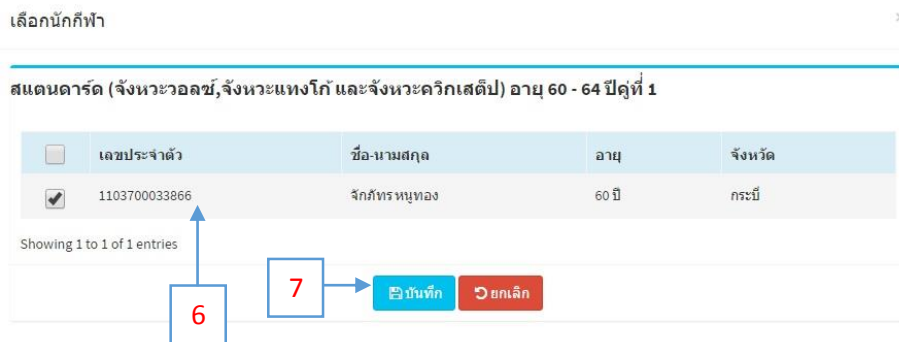 เลือกนักกีฬา ×
สแตนดาร์ด (จังหวะวอลซ์,จังหวะแทงโก้ และจังหวะควิกเสต็ป) อายุ 60 - 64 ปีคู่ที่ 1
เลขประจำตัว ชื่อ-นามสกุล อายุ จังหวัด
1103700033866 จักภัทร หนูทอง 60 ปี กระบี่
Showing 1 to 1 of 1 entries
7 บันทึก ยกเลิก
6